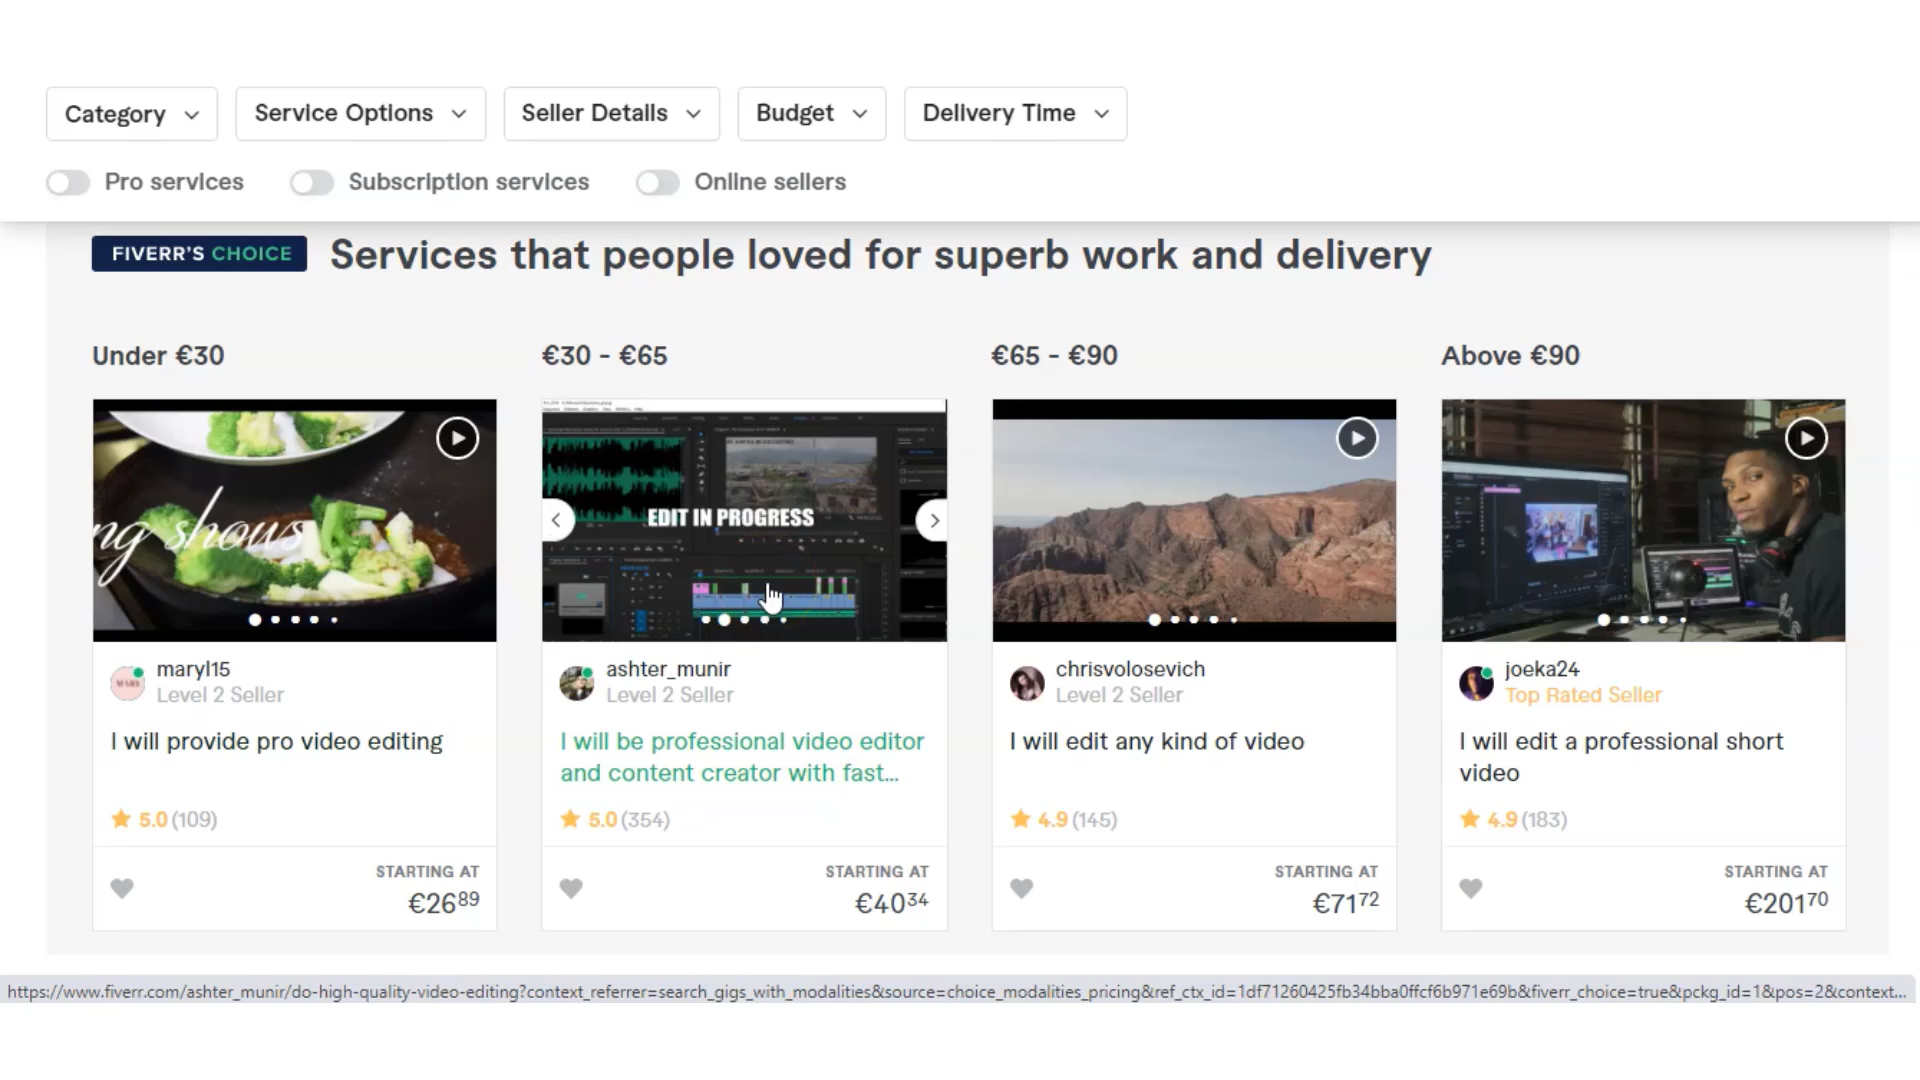 Category
Service Options
Seller Details
Budget
Delivery Time
Pro services
Subscription services
Online sellers
FIVERR'S CHOICE
Services that people loved for superb work and delivery
Under €30
€30 - €65
€65 - €90
Above €90
ng shows
EDIT IN PROGRESS
maryl15
Level 2 Seller
I will provide pro video editing
5.0 (109)
STARTING AT
€26 89
ashter_munir
Level 2 Seller
I will be professional video editor
and content creator with fast...
5.0 (354)
STARTING AT
€40 34
chrisvolosevich
Level 2 Seller
I will edit any kind of video
4.9 (145)
STARTING AT
€71 72
joeka24
Top Rated Seller
I will edit a professional short
video
4.9 (183)
STARTING AT
€201 70
https://www.fiverr.com/ashter_munir/do-high-quality-video-editing?context_referrer=search_gigs_with_modalities&source=choice_modalities_pricing&ref_ctx_id=1df71260425fb34bba0ffcf6b971e69b&fiverr_choice=true&pckg_id=1&pos=2&context...